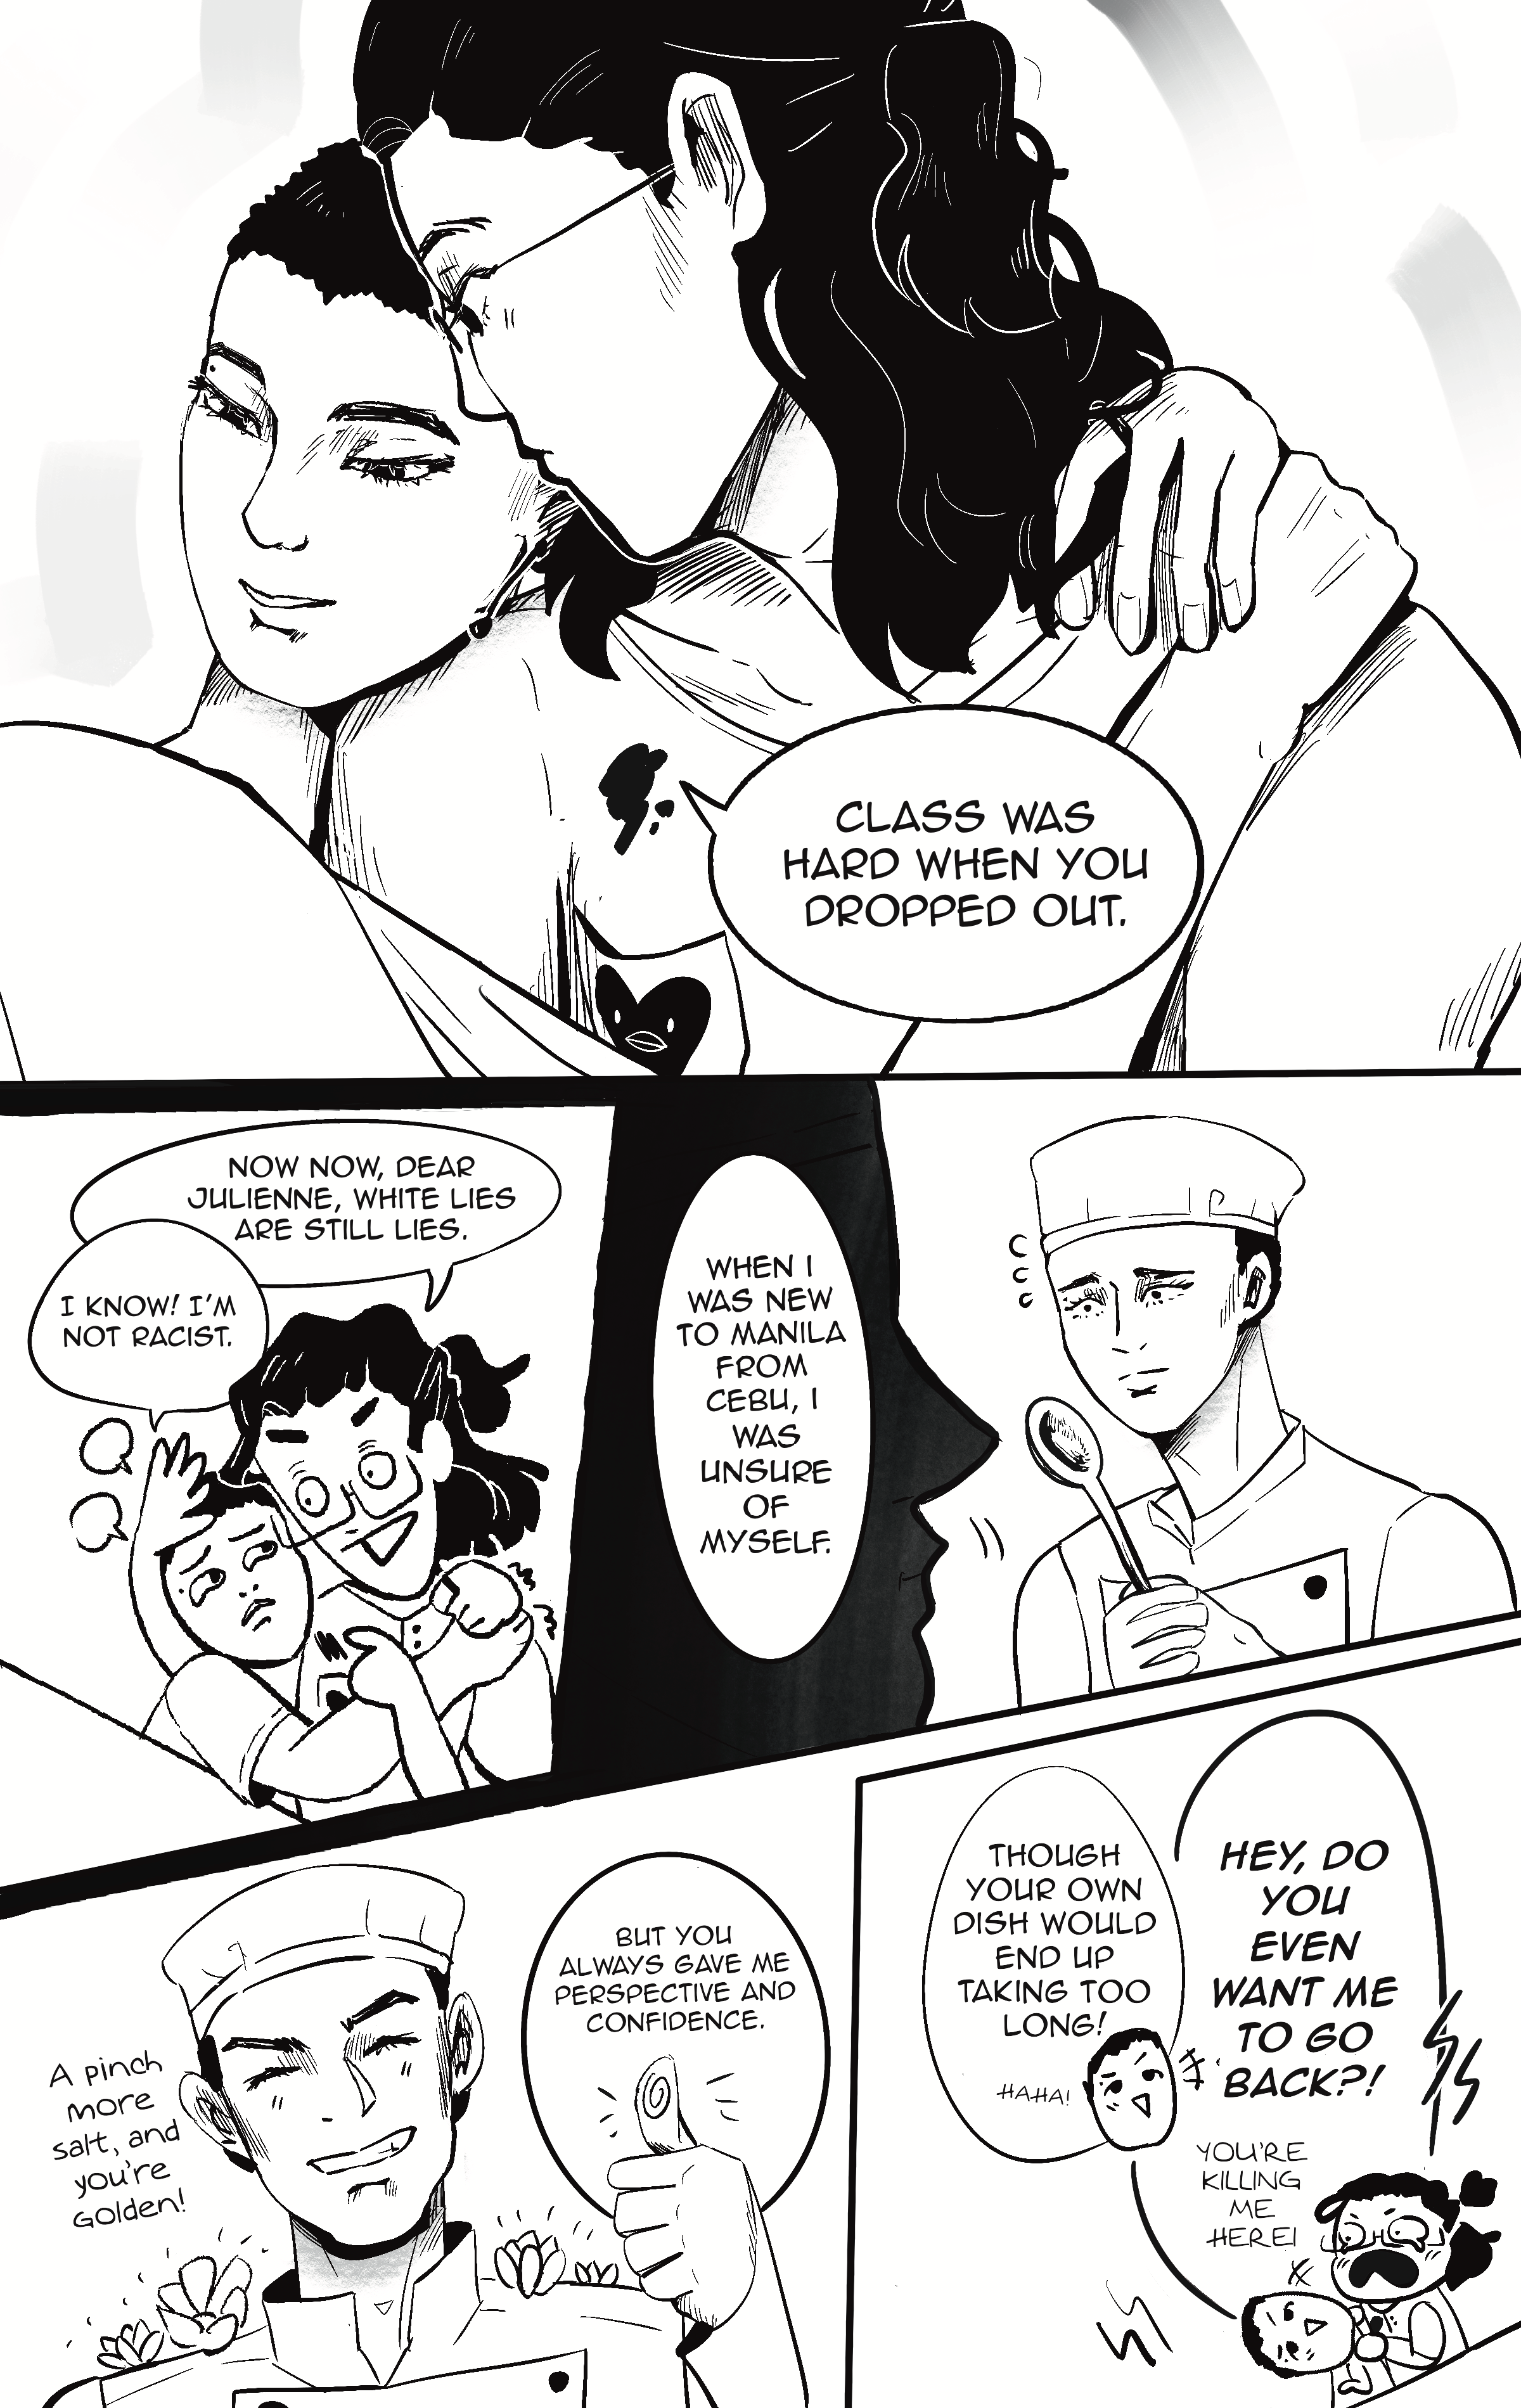 CLASS WAS
HARD WHEN YOU
DROPPED OUT.
NOW NOW, DEAR
JULIENNE, WHITE LIES
ARE STILL LIES.
I KNOW! I'M
NOT RACIST.
WHEN I
WAS NEW
TO MANILA
FROM
CEBU, I
WAS
UNSURE
OF
MYSELF.
BUT YOU
ALWAYS GAVE ME
PERSPECTIVE AND
CONFIDENCE.
A pinch
more
salt, and
you're
Golden!
THOUGH
YOUR OWN
DISH WOULD
END UP
TAKING TOO
LONG!
HAHA!
HEY, DO
YOU
EVEN
WANT ME
TO GO
BACK?!
YOU'RE
KILLING
ME
HERE!